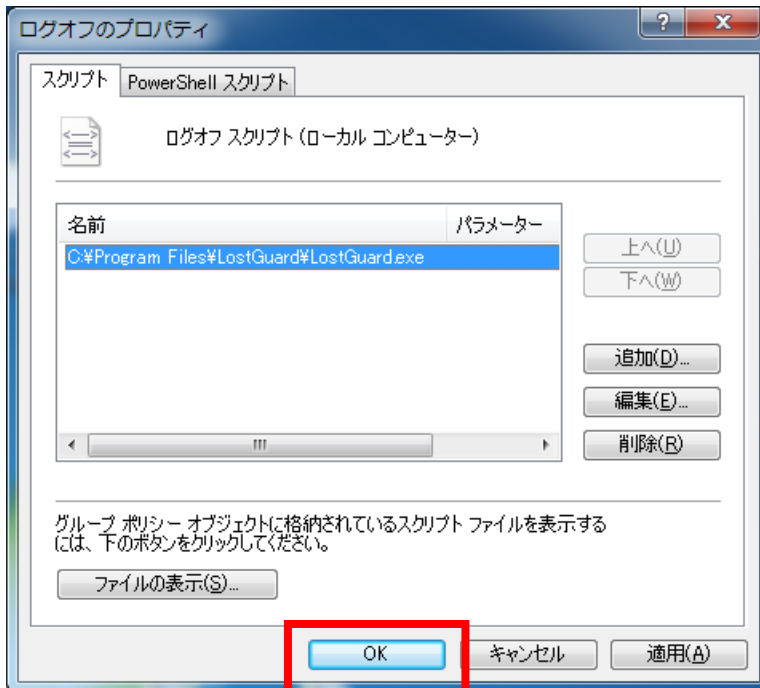 ログオフのプロパティ
スクリプト PowerShell スクリプト
ログオフ スクリプト (ローカル コンピューター)
名前 パラメーター
C:¥Program Files¥LostGuard¥LostGuard.exe
上へ(U)
下へ(W)
追加(D)...
編集(E)...
削除(R)
グループ ポリシー オブジェクトに格納されているスクリプト ファイルを表示する
には、下のボタンをクリックしてください。
ファイルの表示(S)...
OK キャンセル 適用(A)